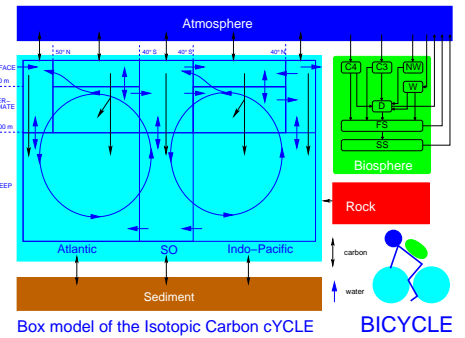 Atmosphere
50° N 40° S 40° S 40° N
C4 C3 NW
W
D
FS
SS
Biosphere
Rock
Atlantic SO Indo–Pacific
carbon
Sediment
water
Box model of the Isotopic Carbon cYCLE
BICYCLE